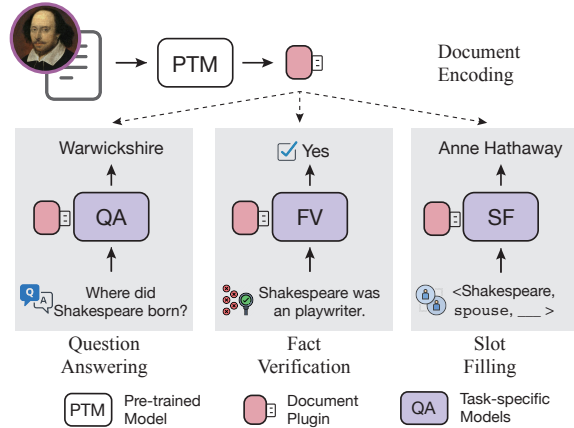 PTM
Document
Encoding
Warwickshire
Yes
Anne Hathaway
QA
FV
SF
Q
A
Where did
Shakespeare born?
Shakespeare was
an playwriter.
<Shakespeare,
spouse, ___ >
Question
Answering
Fact
Verification
Slot
Filling
PTM
Pre-trained
Model
Document
Plugin
QA
Task-specific
Models